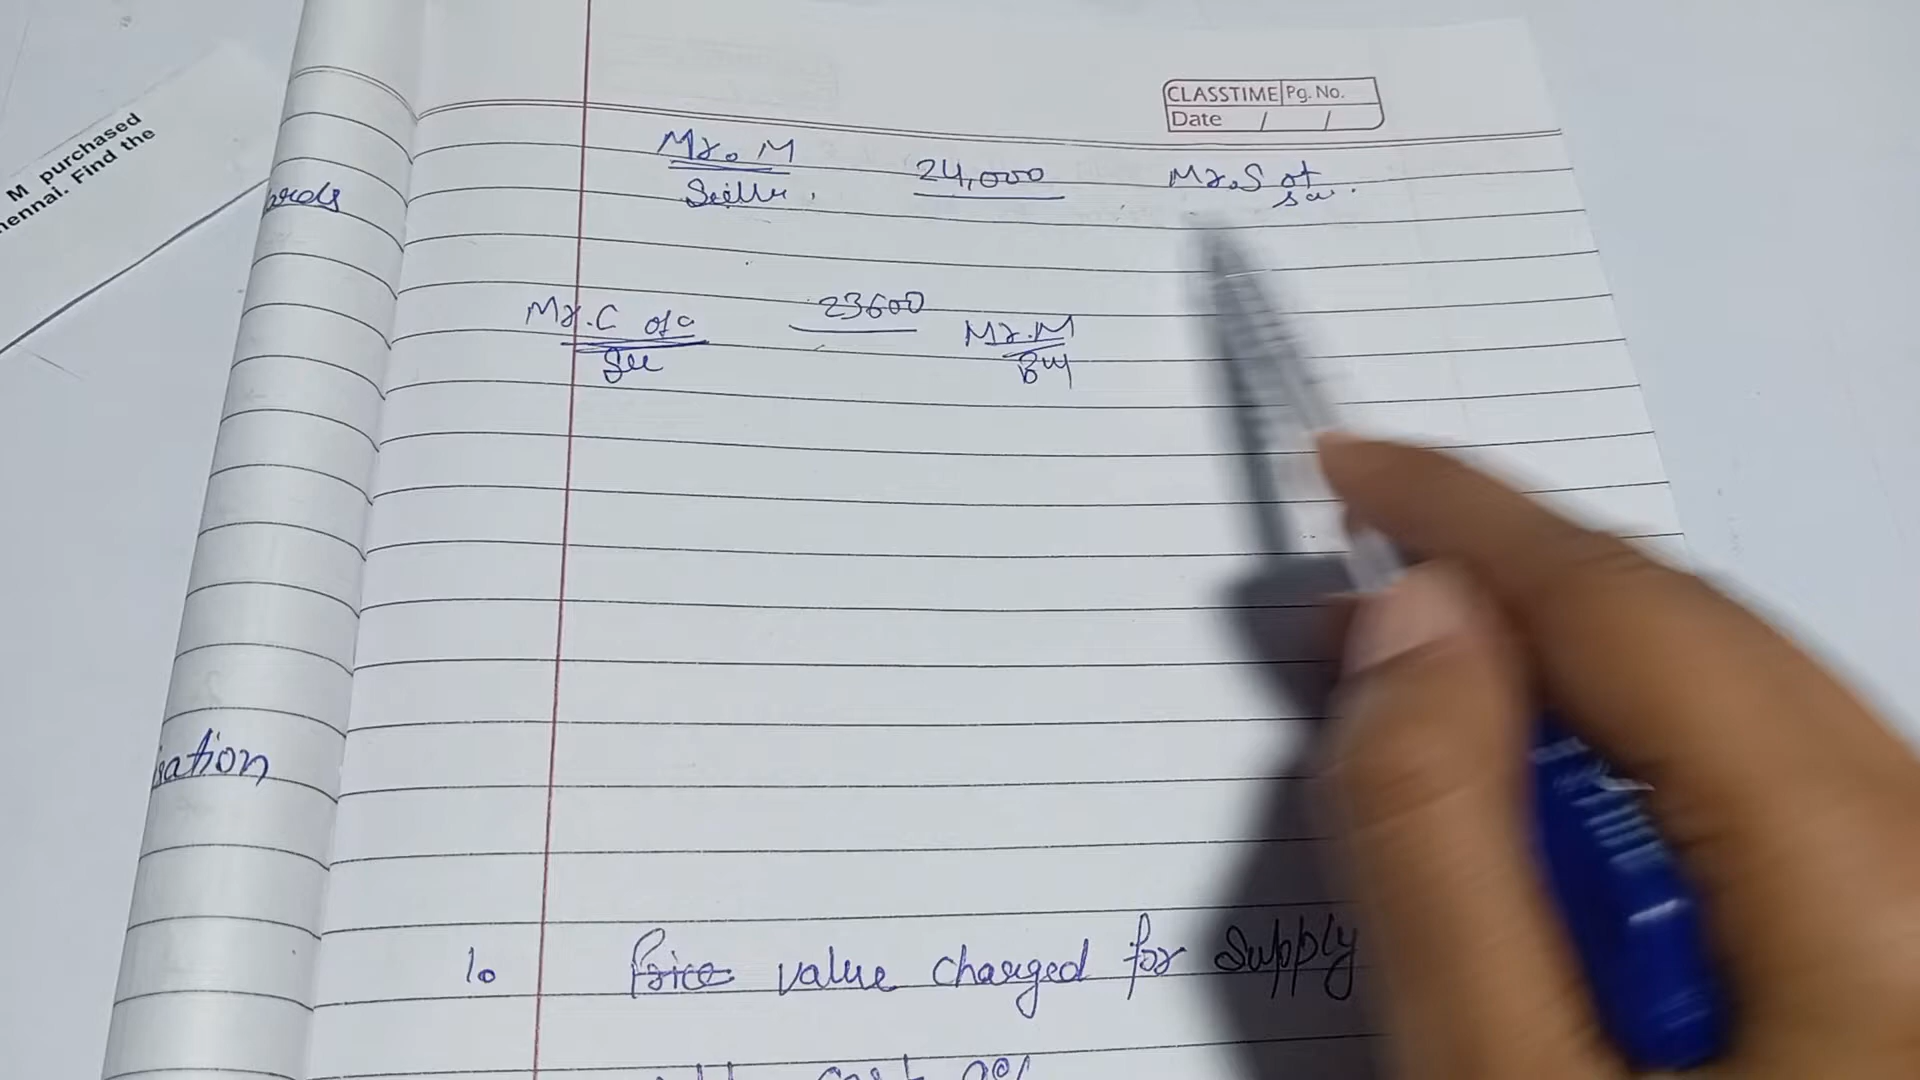 M purchased
hennai. Find the
CLASSTIME Pg. No.
Date / /
Mr. M 24,000 Mr. S of
Mr. C of c 23600 Mr. M
Buy
ation
1. Price value charged for supply